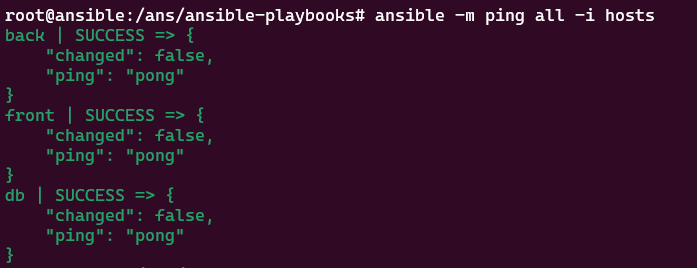 root@ansible:/ans/ansible-playbooks# ansible -m ping all -i hosts
back | SUCCESS => {
    "changed": false,
    "ping": "pong"
}
front | SUCCESS => {
    "changed": false,
    "ping": "pong"
}
db | SUCCESS => {
    "changed": false,
    "ping": "pong"
}